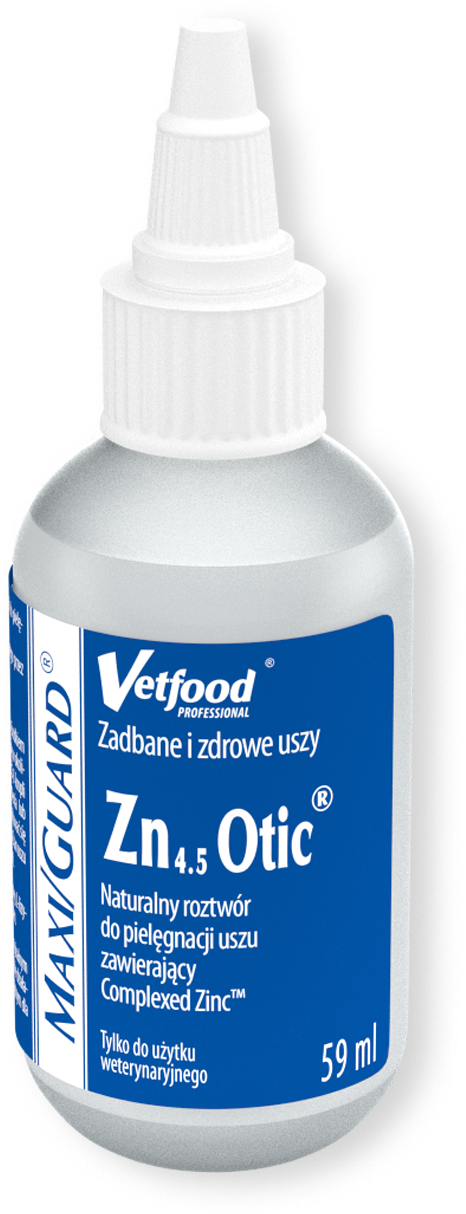 MAXI/GUARD®
Vetfood®
PROFESSIONAL
Zadbane i zdrowe uszy
Zn4.5 Otic®
Naturalny roztwór
do pielęgnacji uszu
zawierający
Complexed Zinc™
Tylko do użytku
weterynaryjnego
59 ml